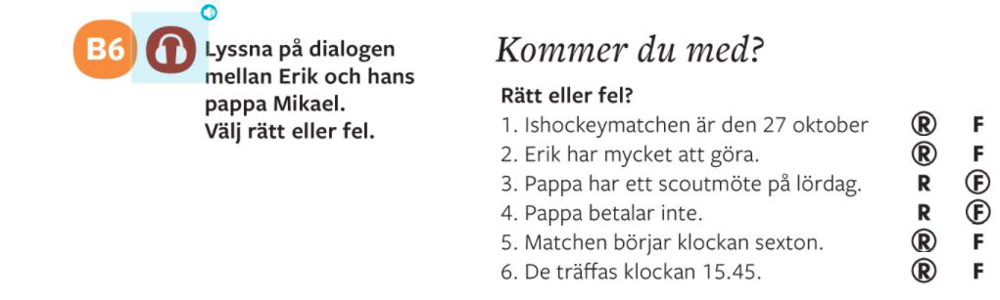 B6
Lyssna på dialogen
mellan Erik och hans
pappa Mikael.
Välj rätt eller fel.
Kommer du med?
Rätt eller fel?
1. Ishockeymatchen är den 27 oktober R F
2. Erik har mycket att göra. R F
3. Pappa har ett scoutmöte på lördag. R F
4. Pappa betalar inte. R F
5. Matchen börjar klockan sexton. R F
6. De träffas klockan 15.45. R F